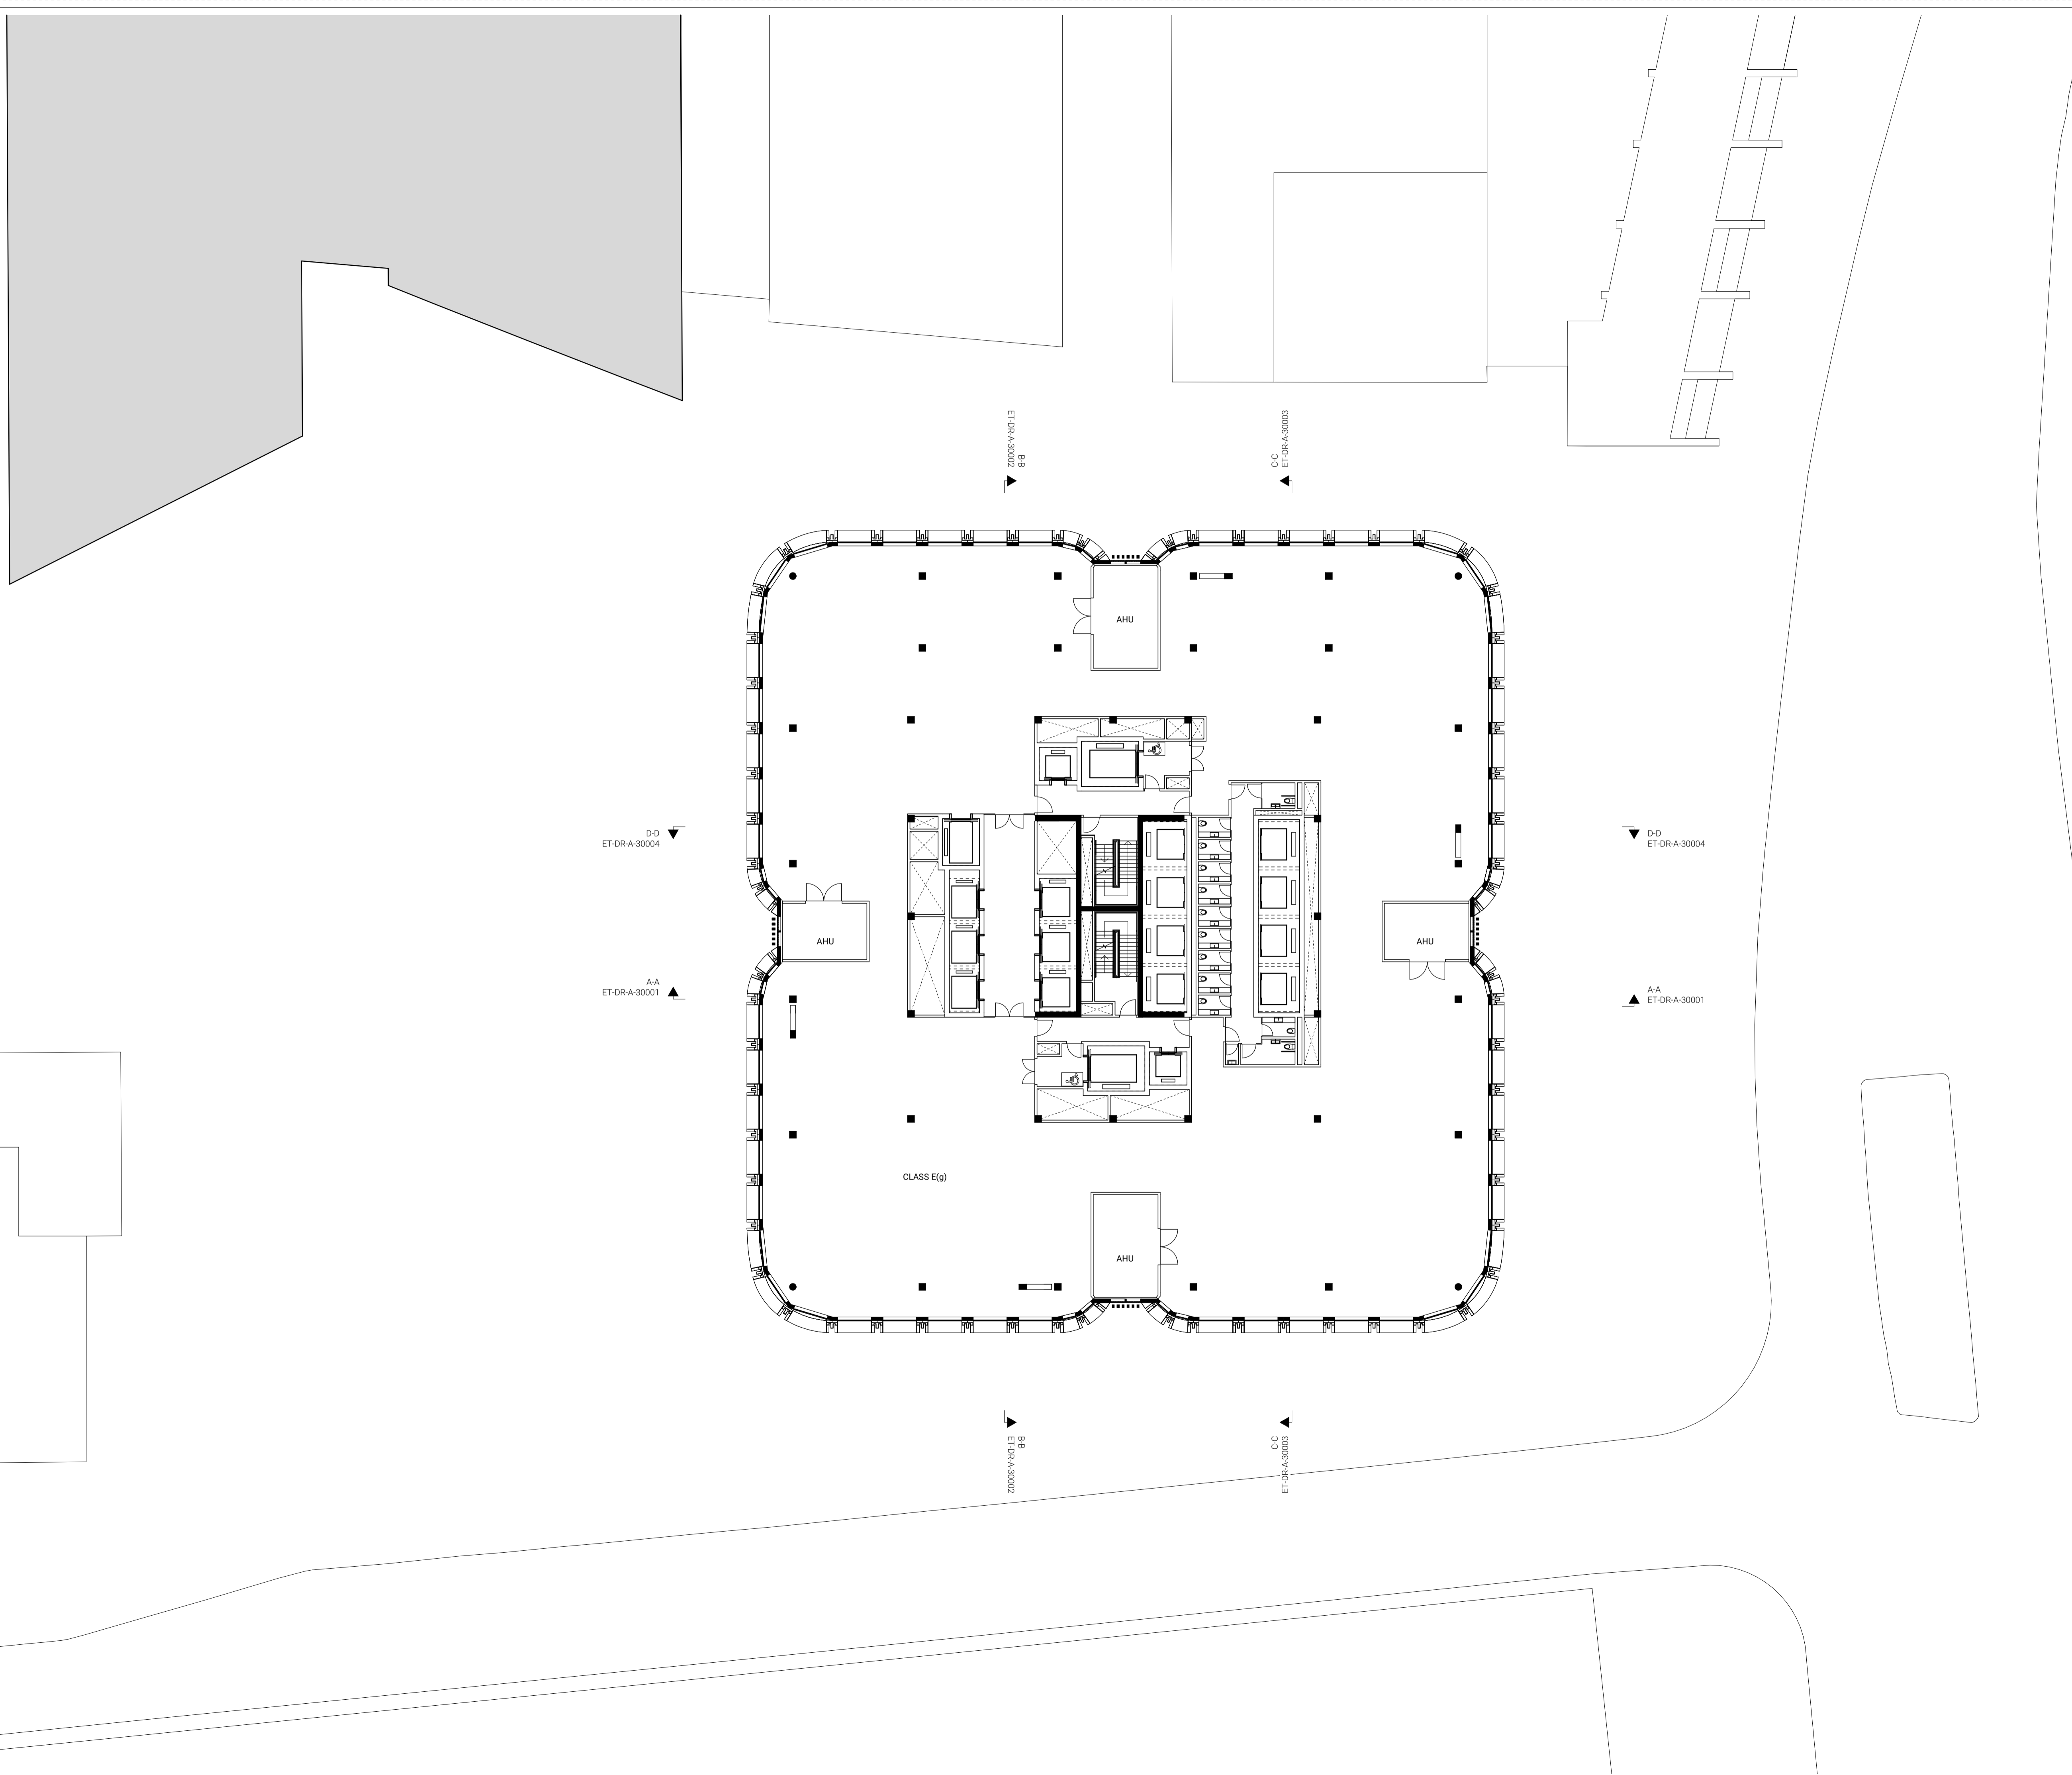 ET-DR-A-30002
B-B
C-C
ET-DR-A-30003
AHU
D-D
ET-DR-A-30004
D-D
ET-DR-A-30004
AHU
AHU
A-A
ET-DR-A-30001
A-A
ET-DR-A-30001
CLASS E(g)
AHU
ET-DR-A-30002
B-B
C-C
ET-DR-A-30003